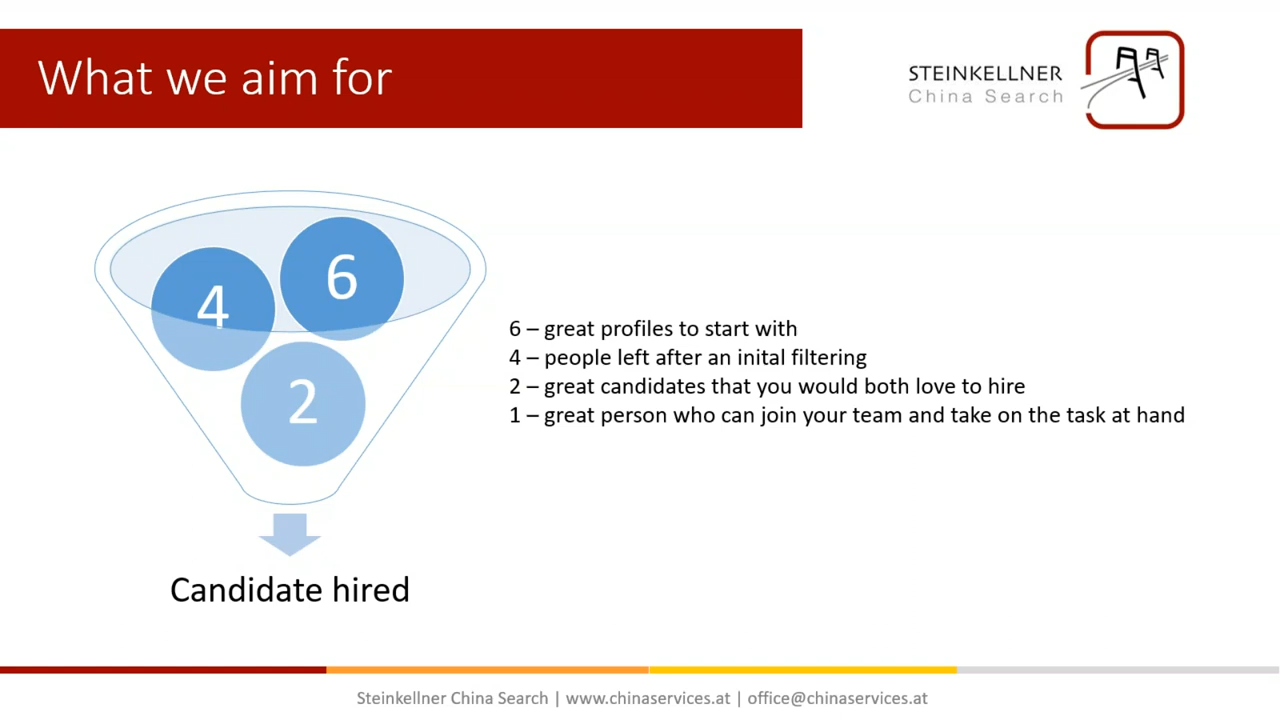 What we aim for
STEINKELLNER
China Search
6
4
2
6 – great profiles to start with
4 – people left after an inital filtering
2 – great candidates that you would both love to hire
1 – great person who can join your team and take on the task at hand
Candidate hired
Steinkellner China Search | www.chinaservices.at | office@chinaservices.at